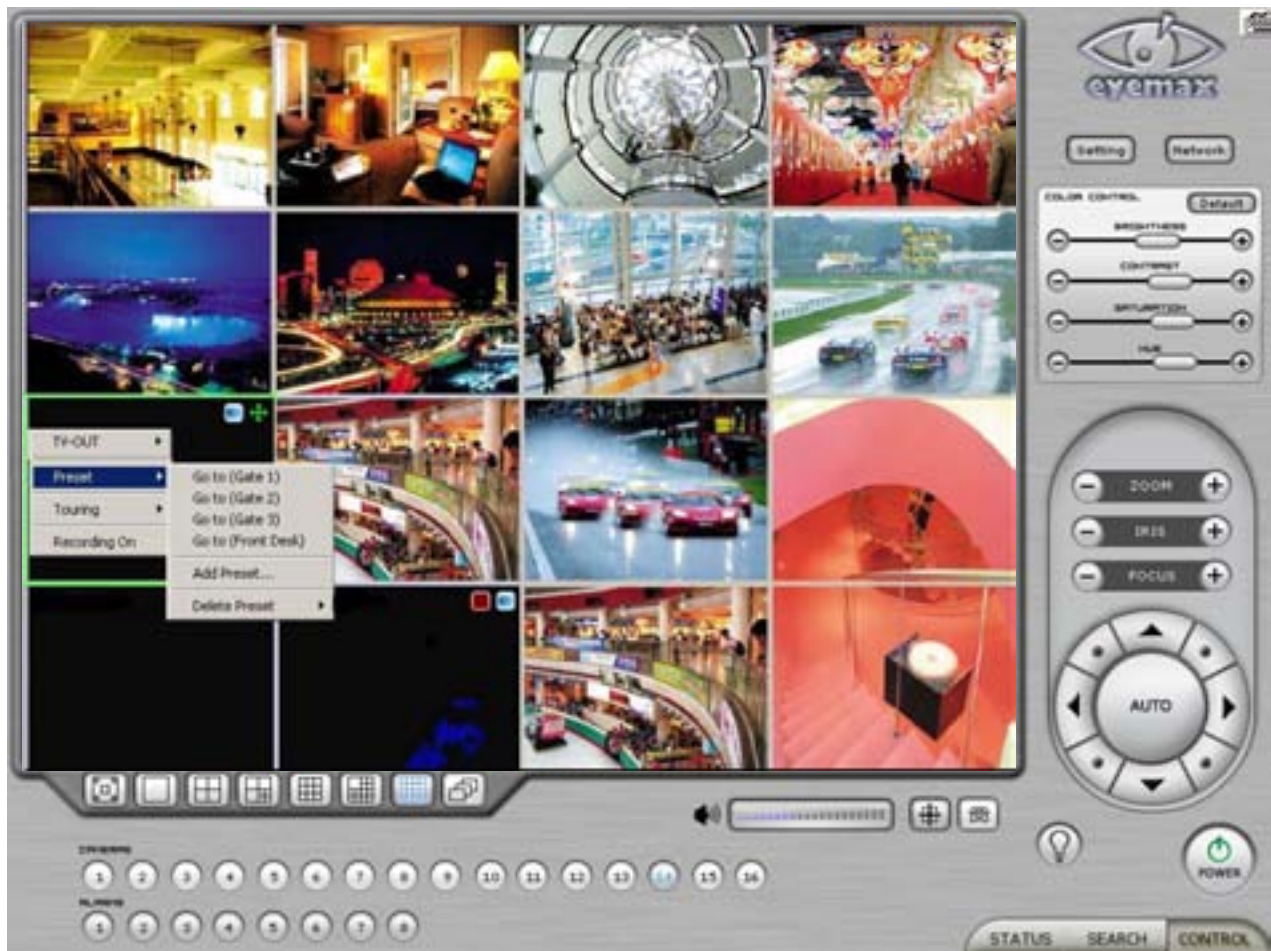 eyemax
Setting
Network
COLOR CONTROL
Default
BRIGHTNESS
CONTRAST
SATURATION
HUE
TV-OUT
Preset
Touring
Recording On
Go to (Gate 1)
Go to (Gate 2)
Go to (Gate 3)
Go to (Front Desk)
Add Preset...
Delete Preset
ZOOM
IRIS
FOCUS
AUTO
CAMERAS
1 2 3 4 5 6 7 8 9 10 11 12 13 14 15 16
ALARMS
1 2 3 4 5 6 7 8
POWER
STATUS SEARCH CONTROL